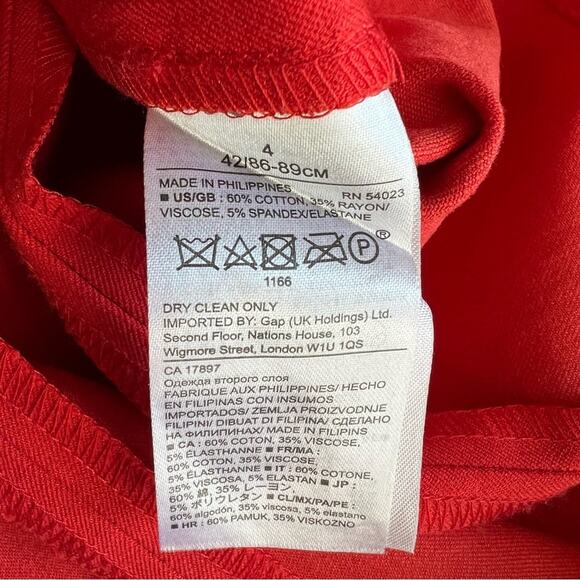 4
42/86-89CM
MADE IN PHILIPPINES RN 54023
■ US/GB : 60% COTTON, 35% RAYON/
VISCOSE, 5% SPANDEX/ELASTANE
P ®
1166
DRY CLEAN ONLY
IMPORTED BY: Gap (UK Holdings) Ltd.
Second Floor, Nations House, 103
Wigmore Street, London W1U 1QS
CA 17897
Одежда второго слоя
FABRIQUE AUX PHILIPPINES/ HECHO
EN FILIPINAS CON INSUMOS
IMPORTADOS/ ZEMLJA PROIZVODNJE
FILIPINI/ DIBUAT DI FILIPINA/ СДЕЛАНО
НА ФИЛИПИНАХ/ MADE IN FILIPINS
■ CA : 60% COTON, 35% VISCOSE,
5% ÉLASTHANNE ■ FR/MA :
60% COTON, 35% VISCOSE,
5% ÉLASTHANNE ■ IT : 60% COTONE,
35% VISCOSA, 5% ELASTAN ■ JP :
60% 綿, 35% レーヨン
5% ポリウレタン ■ CL/MX/PA/PE :
60% algodón, 35% viscosa, 5% elastano
■ HR : 60% PAMUK, 35% VISKOZNO